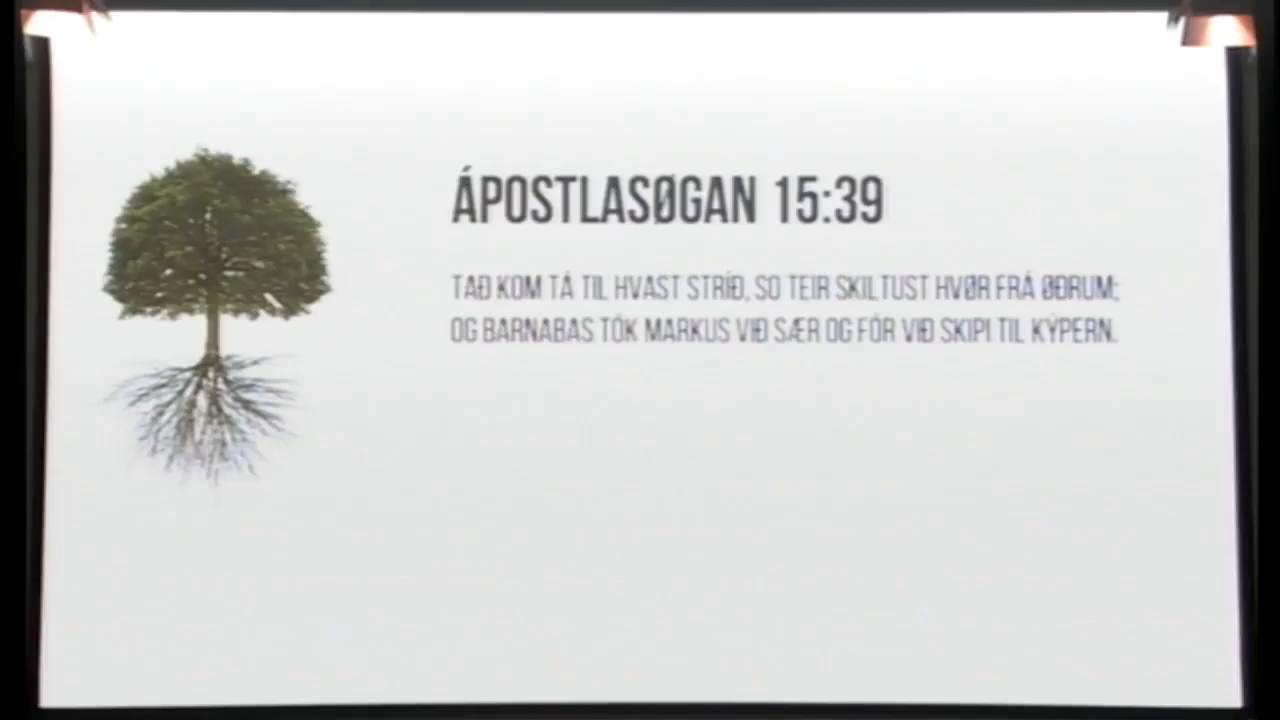 ÁPOSTLASØGAN 15:39
TAÐ KOM TÁ TIL HVAST STRÍÐ, SO TEIR SKILTUST HVØR FRÁ ØÐRUM;
OG BARNABAS TÓK MARKUS VIÐ SÆR OG FÓR VIÐ SKIPI TIL KÝPERN.